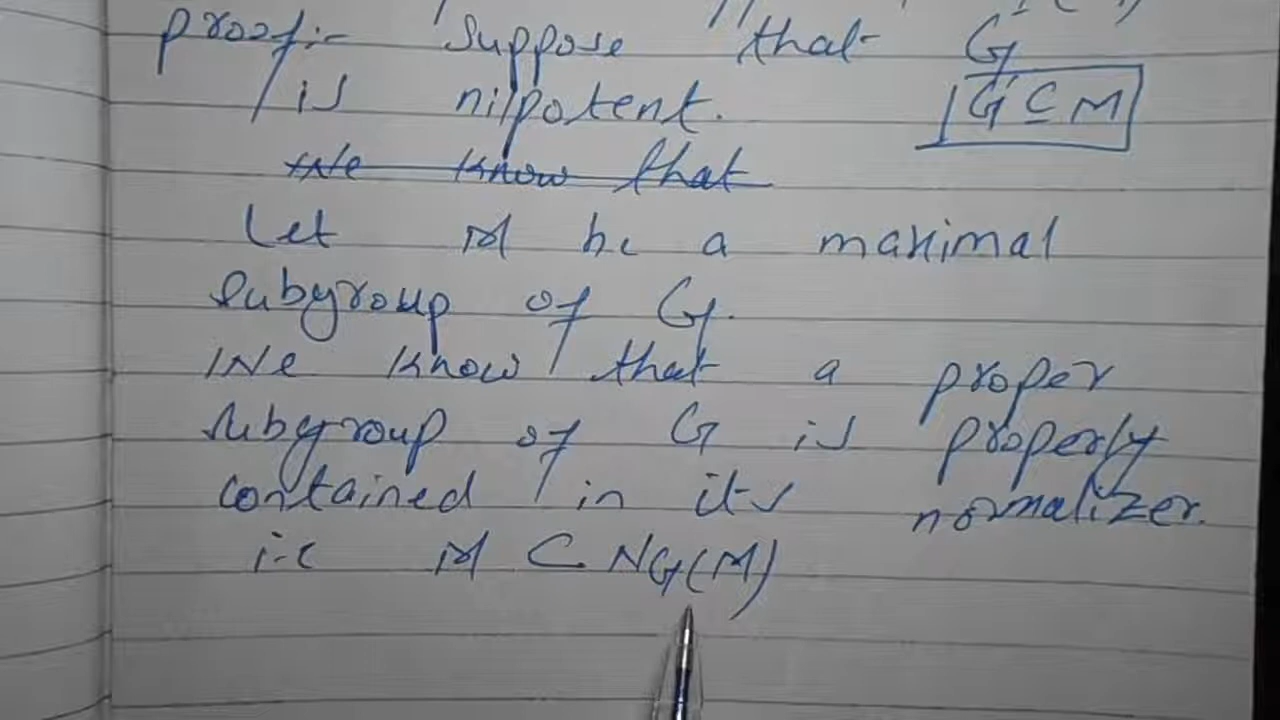 proof:- Suppose that G
is nilpotent. G' ⊆ M
We know that
Let M be a maximal
subgroup of G.
We know that a proper
subgroup of G is properly
contained in its normalizer.
i.e M ⊂ NG(M)